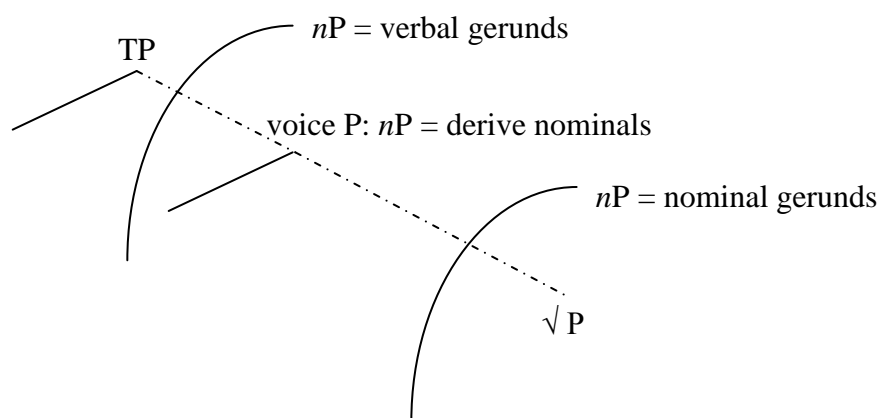 nP = verbal gerunds
TP
voice P: nP = derive nominals
nP = nominal gerunds
√ P